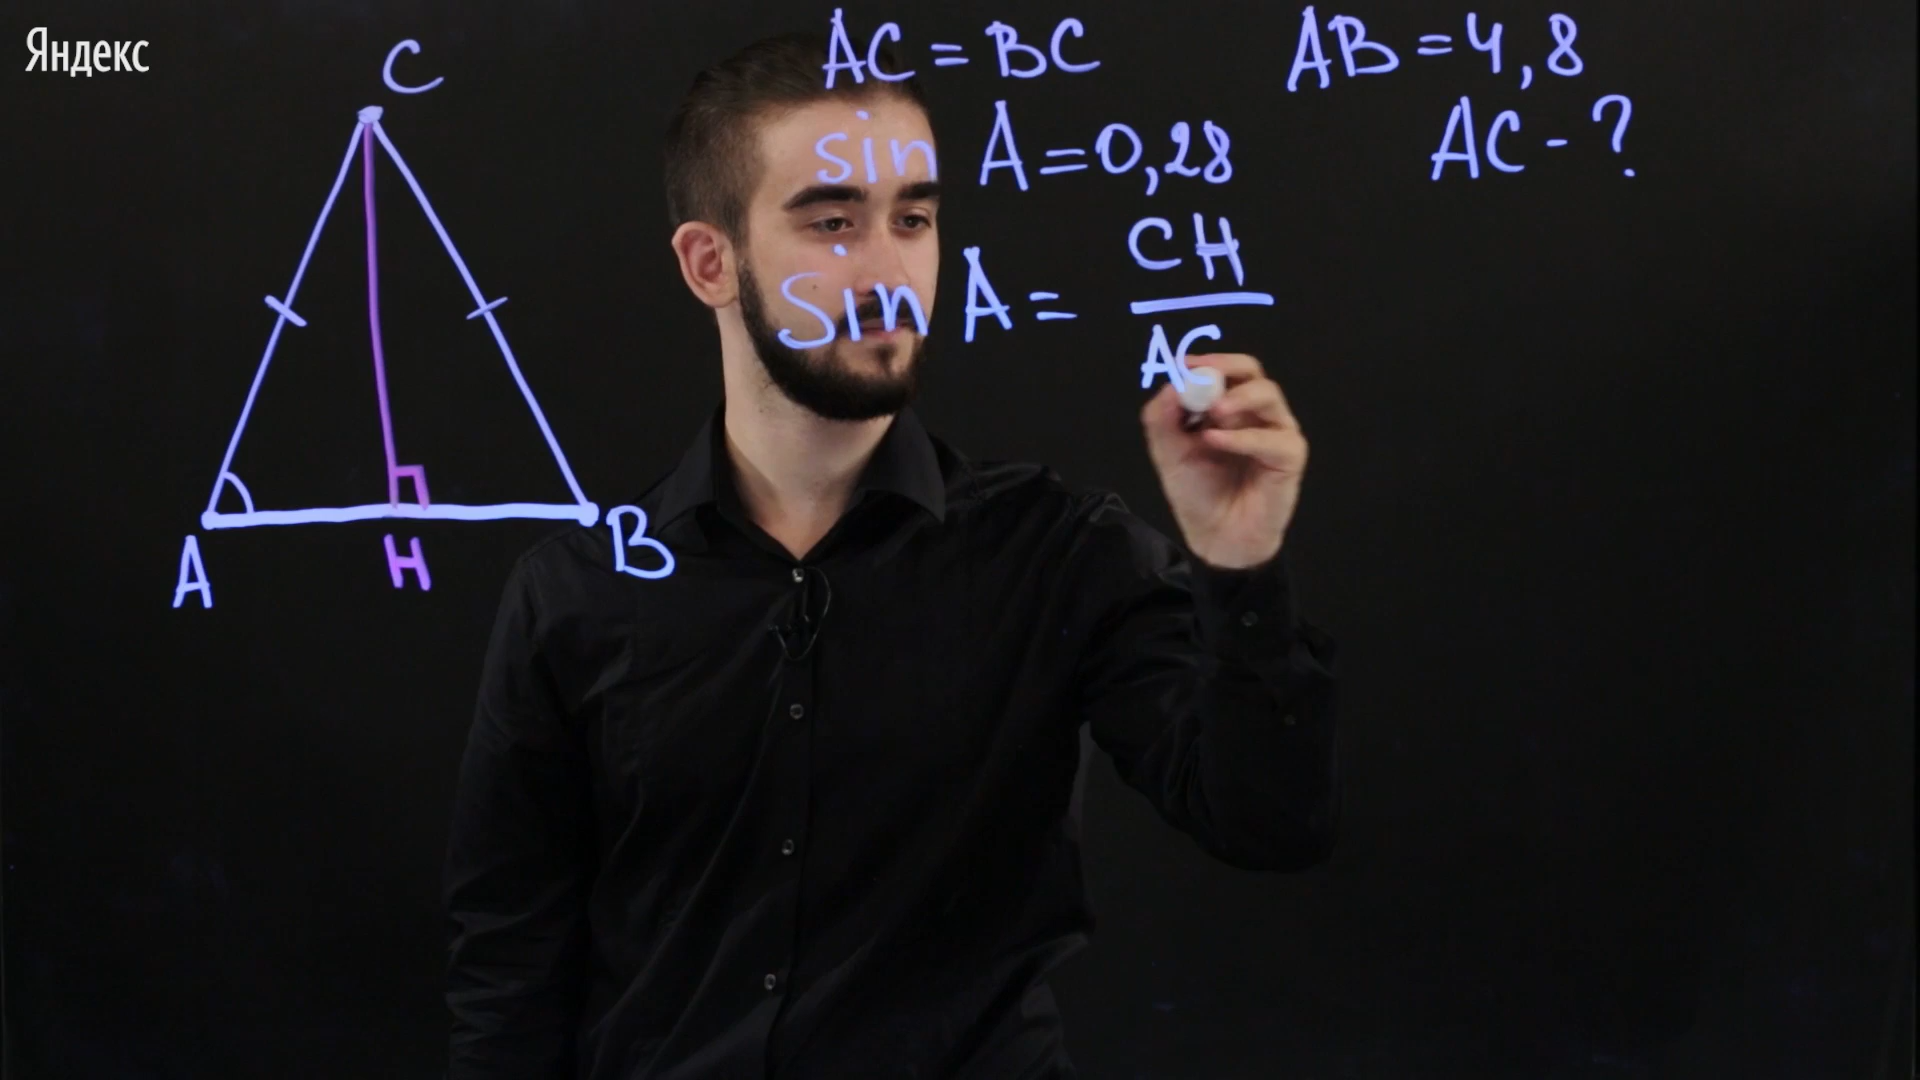 Яндекс
C
A
H
B
AC = BC
sin A = 0,28
Sin A = CH
AC
AB = 4,8
AC - ?